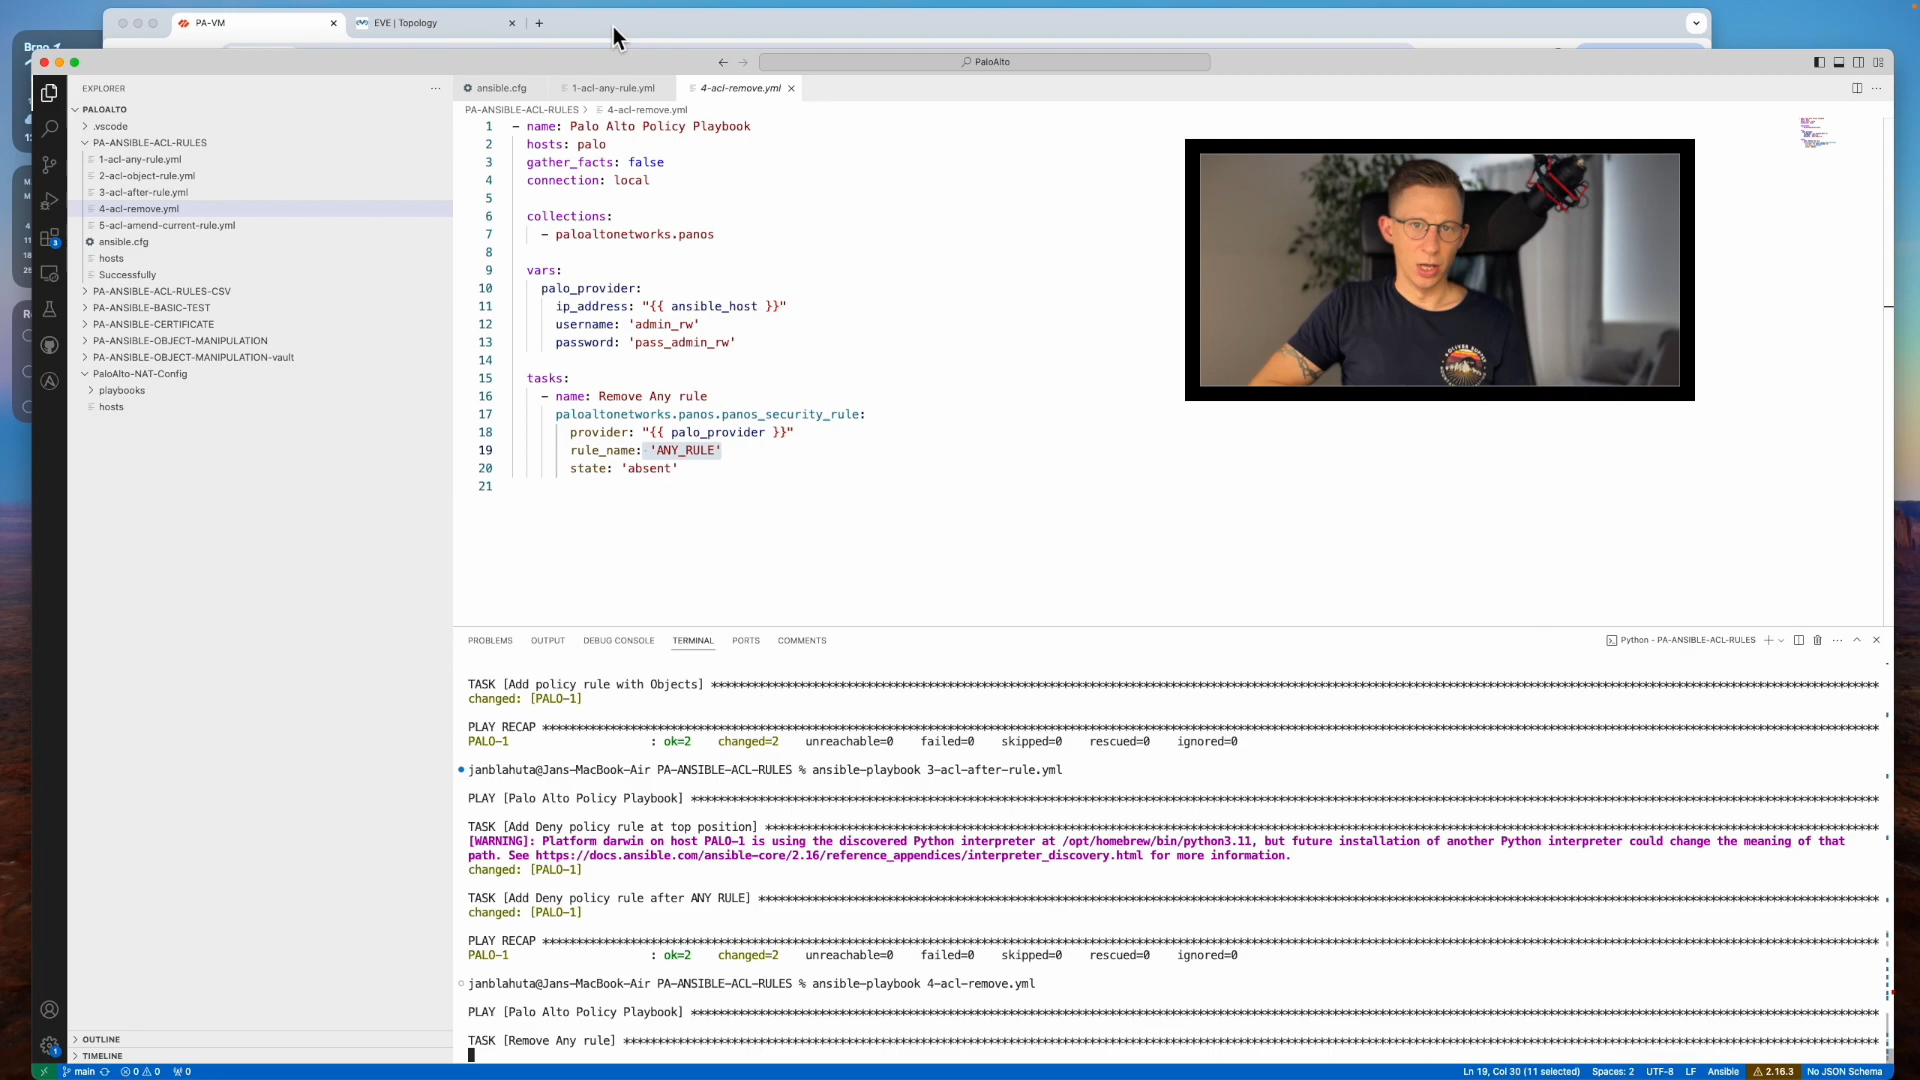 PA-VM
EVE | Topology
Brno
PaloAlto
EXPLORER
ansible.cfg
1-acl-any-rule.yml
4-acl-remove.yml
PA-ANSIBLE-ACL-RULES > 4-acl-remove.yml
PALOALTO
.vscode
PA-ANSIBLE-ACL-RULES
1-acl-any-rule.yml
2-acl-object-rule.yml
3-acl-after-rule.yml
4-acl-remove.yml
5-acl-amend-current-rule.yml
ansible.cfg
hosts
Successfully
PA-ANSIBLE-ACL-RULES-CSV
PA-ANSIBLE-BASIC-TEST
PA-ANSIBLE-CERTIFICATE
PA-ANSIBLE-OBJECT-MANIPULATION
PA-ANSIBLE-OBJECT-MANIPULATION-vault
PaloAlto-NAT-Config
playbooks
hosts
OUTLINE
TIMELINE
1 - name: Palo Alto Policy Playbook
2 hosts: palo
3 gather_facts: false
4 connection: local
5
6 collections:
7 - paloaltonetworks.panos
8
9 vars:
10 palo_provider:
11 ip_address: "{{ ansible_host }}"
12 username: 'admin_rw'
13 password: 'pass_admin_rw'
14
15 tasks:
16 - name: Remove Any rule
17 paloaltonetworks.panos.panos_security_rule:
18 provider: "{{ palo_provider }}"
19 rule_name: 'ANY_RULE'
20 state: 'absent'
21
PROBLEMS OUTPUT DEBUG CONSOLE TERMINAL PORTS COMMENTS
Python - PA-ANSIBLE-ACL-RULES
TASK [Add policy rule with Objects] ****
changed: [PALO-1]
PLAY RECAP ****
PALO-1 : ok=2 changed=2 unreachable=0 failed=0 skipped=0 rescued=0 ignored=0
janblahuta@Jans-MacBook-Air PA-ANSIBLE-ACL-RULES % ansible-playbook 3-acl-after-rule.yml
PLAY [Palo Alto Policy Playbook] ****
TASK [Add Deny policy rule at top position] ****
[WARNING]: Platform darwin on host PALO-1 is using the discovered Python interpreter at /opt/homebrew/bin/python3.11, but future installation of another Python interpreter could change the meaning of that
path. See https://docs.ansible.com/ansible-core/2.16/reference_appendices/interpreter_discovery.html for more information.
changed: [PALO-1]
TASK [Add Deny policy rule after ANY RULE] ****
changed: [PALO-1]
PLAY RECAP ****
PALO-1 : ok=2 changed=2 unreachable=0 failed=0 skipped=0 rescued=0 ignored=0
janblahuta@Jans-MacBook-Air PA-ANSIBLE-ACL-RULES % ansible-playbook 4-acl-remove.yml
PLAY [Palo Alto Policy Playbook] ****
TASK [Remove Any rule] ****
main 0 0 0
Ln 19, Col 30 (11 selected) Spaces: 2 UTF-8 LF Ansible 2.16.3 No JSON Schema